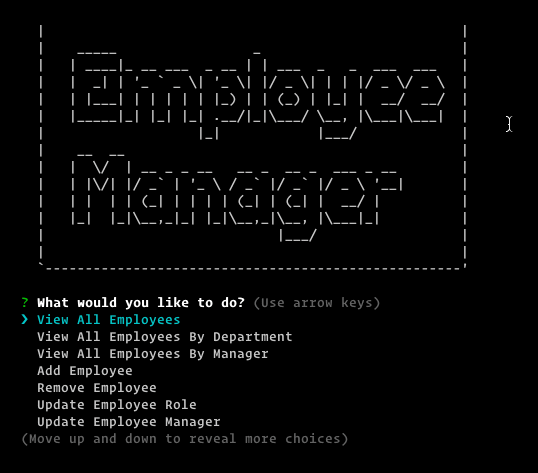 Employee
Manager
? What would you like to do? (Use arrow keys)
❯ View All Employees
View All Employees By Department
View All Employees By Manager
Add Employee
Remove Employee
Update Employee Role
Update Employee Manager
(Move up and down to reveal more choices)